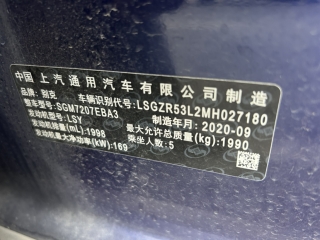 中国上汽通用汽车有限公司制造
品牌：别克 车辆识别代号：LSGZR53L2MH027180
整车型号：SGM7207EBA3
发动机型号：LSY 制造年月：2020-09
发动机排量(mL)：1998 最大允许总质量(kg)：1990
发动机最大净功率(kW)：169 乘坐人数：5